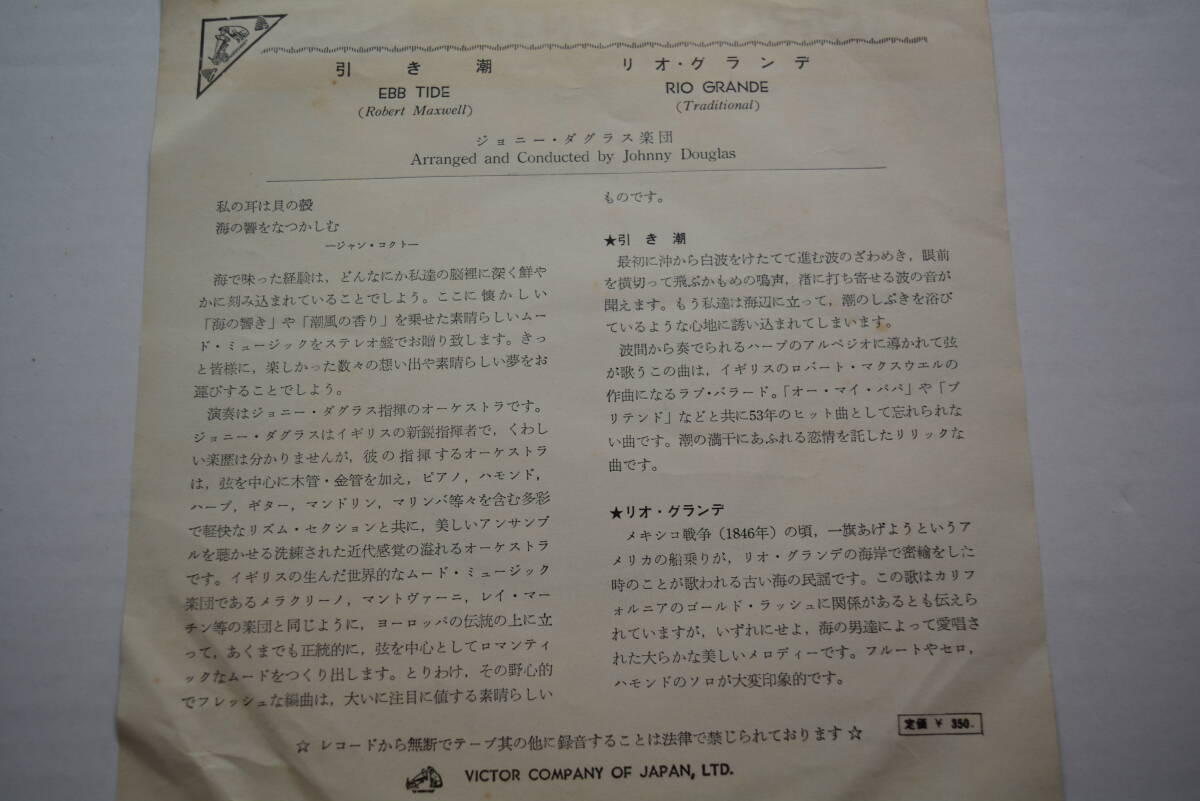 引き潮
EBB TIDE
(Robert Maxwell)
リオ・グランデ
RIO GRANDE
(Traditional)
ジョニー・ダグラス楽団
Arranged and Conducted by Johnny Douglas
私の耳は貝の殻
海の響をなつかしむ
—ジャン・コクトー
海で味った経験は，どんなにか私達の脳裡に深く鮮や
かに刻み込まれていることでしよう。ここに懐かしい
「海の響き」や「潮風の香り」を乗せた素晴らしいムー
ド・ミュージックをステレオ盤でお贈り致します。きっ
と皆様に，楽しかった数々の想い出や素晴らしい夢をお
運びすることでしよう。
演奏はジョニー・ダグラス指揮のオーケストラです。
ジョニー・ダグラスはイギリスの新鋭指揮者で，くわし
い楽歴は分かりませんが，彼の指揮するオーケストラ
は，弦を中心に木管・金管を加え，ピアノ，ハモンド，
ハープ，ギター，マンドリン，マリンバ等々を含む多彩
で軽快なリズム・セクションと共に，美しいアンサンブ
ルを聴かせる洗練された近代感覚の溢れるオーケストラ
です。イギリスの生んだ世界的なムード・ミュージック
楽団であるメラクリーノ，マントヴァーニ，レイ・マー
チン等の楽団と同じように，ヨーロッパの伝統の上に立
って，あくまでも正統的に，弦を中心としてロマンティ
ックなムードをつくり出します。とりわけ，その野心的
でフレッシュな編曲は，大いに注目に値する素晴らしい
ものです。
★引き潮
最初に沖から白波をけたてて進む波のざわめき，眼前
を横切って飛ぶかもめの鳴声，渚に打ち寄せる波の音が
聞えます。もう私達は海辺に立って，潮のしぶきを浴び
ているような心地に誘い込まれてしまいます。
波間から奏でられるハープのアルペジオに導かれて弦
が歌うこの曲は，イギリスのロバート・マクスウエルの
作曲になるラブ・バラード。「オー・マイ・パパ」や「プ
リテンド」などと共に53年のヒット曲として忘れられな
い曲です。潮の満干にあふれる恋情を託したリリックな
曲です。
★リオ・グランデ
メキシコ戦争（1846年）の頃，一旗あげようというア
メリカの船乗りが，リオ・グランデの海岸で密輸をした
時のことが歌われる古い海の民謡です。この歌はカリフ
ォルニアのゴールド・ラッシュに関係があるとも伝えら
れていますが，いずれにせよ，海の男達によって愛唱さ
れた大らかな美しいメロディーです。フルートやセロ，
ハモンドのソロが大変印象的です。
定価 ￥ 350.
☆ レコードから無断でテープ其の他に録音することは法律で禁じられております ☆
VICTOR COMPANY OF JAPAN, LTD.